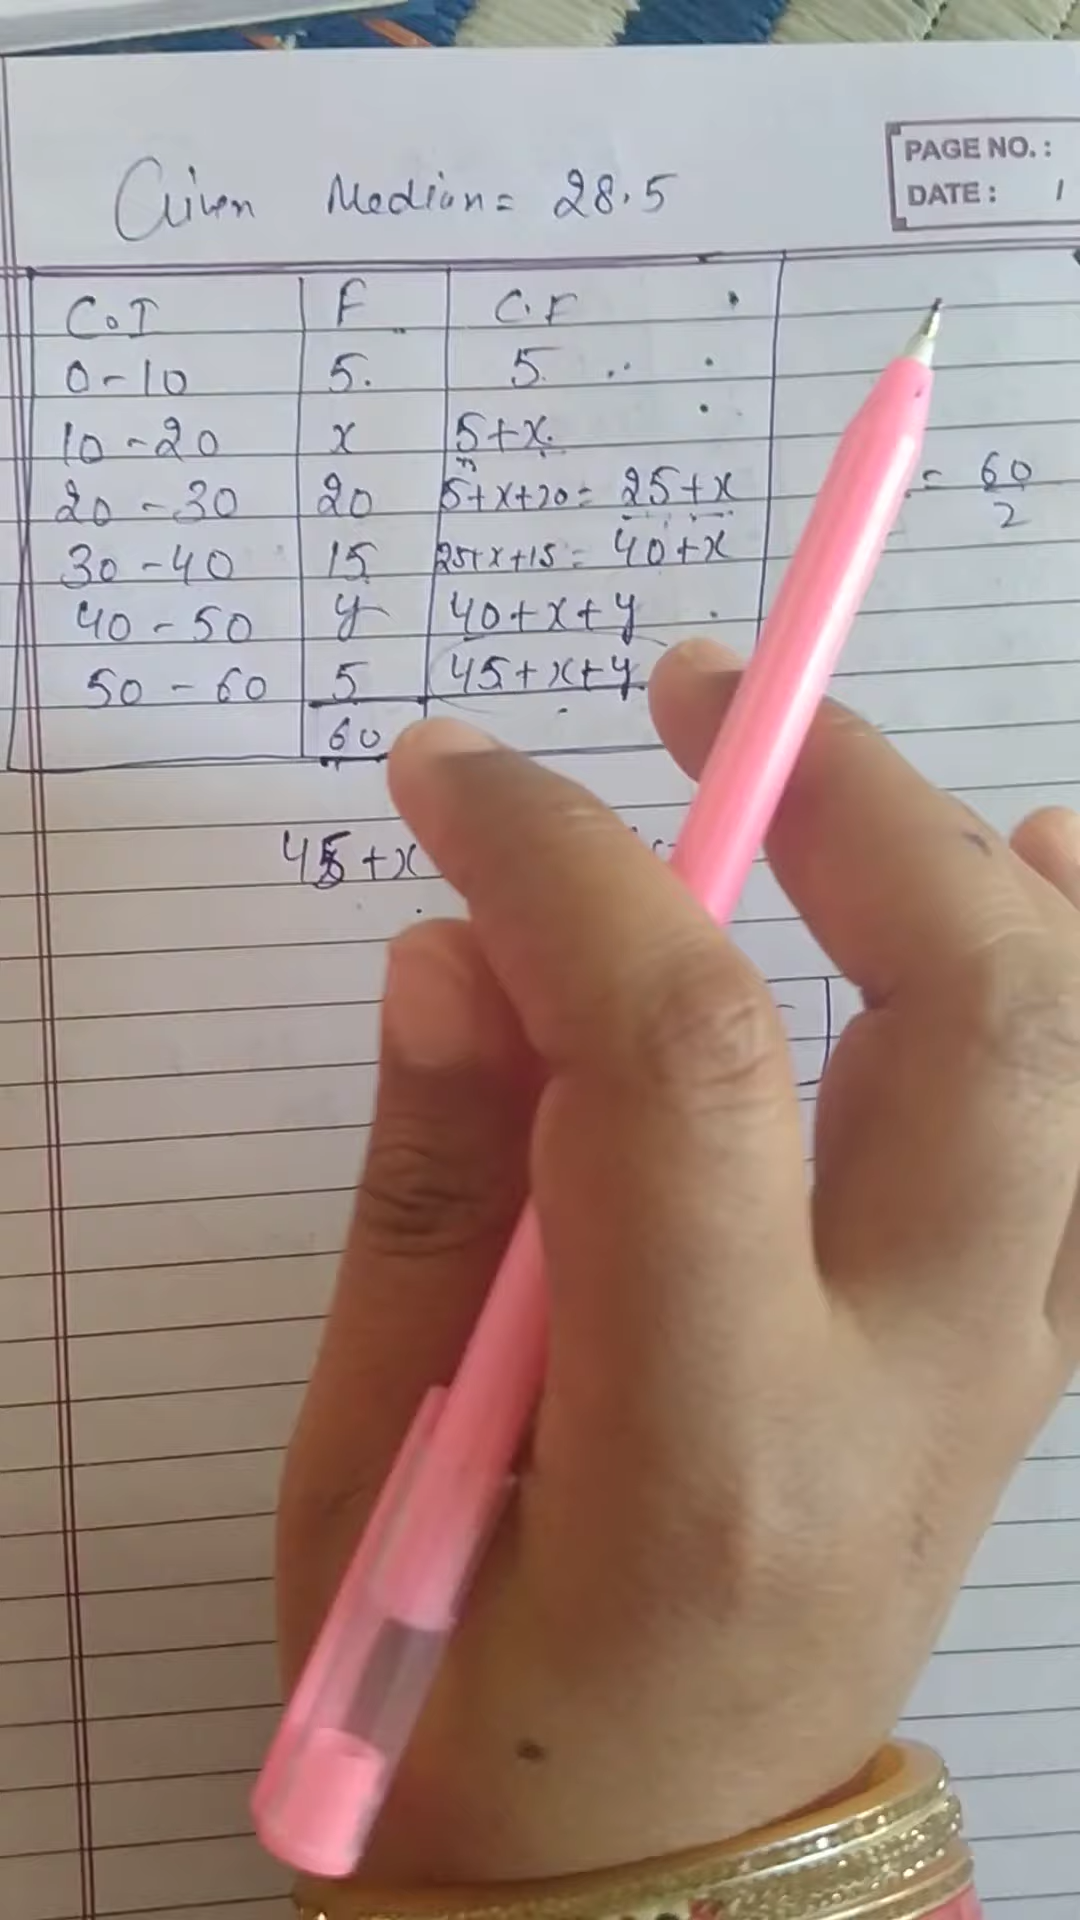 PAGE NO. :
DATE : /
Given Median = 28.5
C.I F C.F
0-10 5. 5.
10-20 x 5+x.
20-30 20 5+x+20= 25+x
= 60/2
30-40 15 25+x+15= 40+x
40-50 y 40+x+y
50-60 5 45+x+y
60
45+x